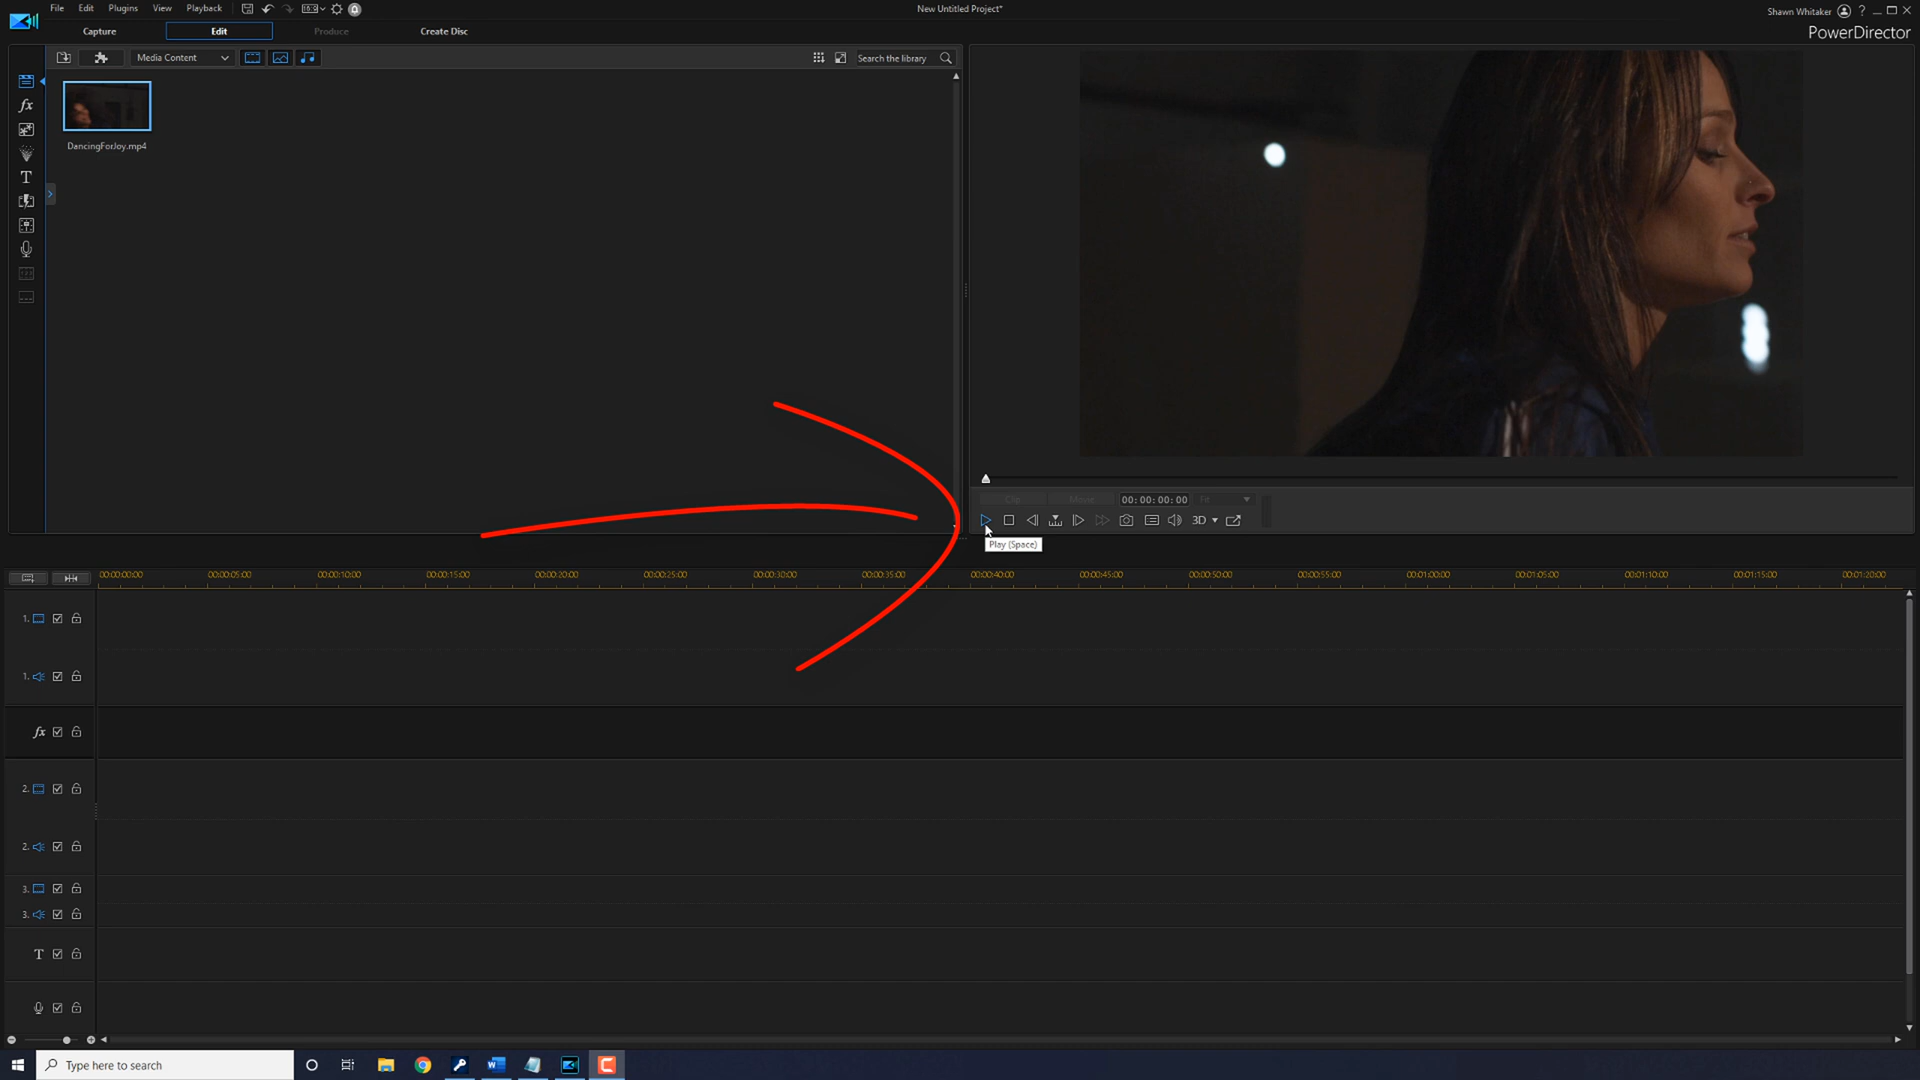 File Edit Plugins View Playback
New Untitled Project*
Shawn Whitaker ?
Capture Edit Produce Create Disc
PowerDirector
Media Content
Search the library
fx
DancingForJoy.mp4
T
Clip Movie 00:00:00:00 Fit
3D
Play (Space)
00:00:00:00 00:00:05:00 00:00:10:00 00:00:15:00 00:00:20:00 00:00:25:00 00:00:30:00 00:00:35:00 00:00:40:00 00:00:45:00 00:00:50:00 00:00:55:00 00:01:00:00 00:01:05:00 00:01:10:00 00:01:15:00 00:01:20:00
1.
1.
fx
2.
2.
3.
3.
T
Type here to search